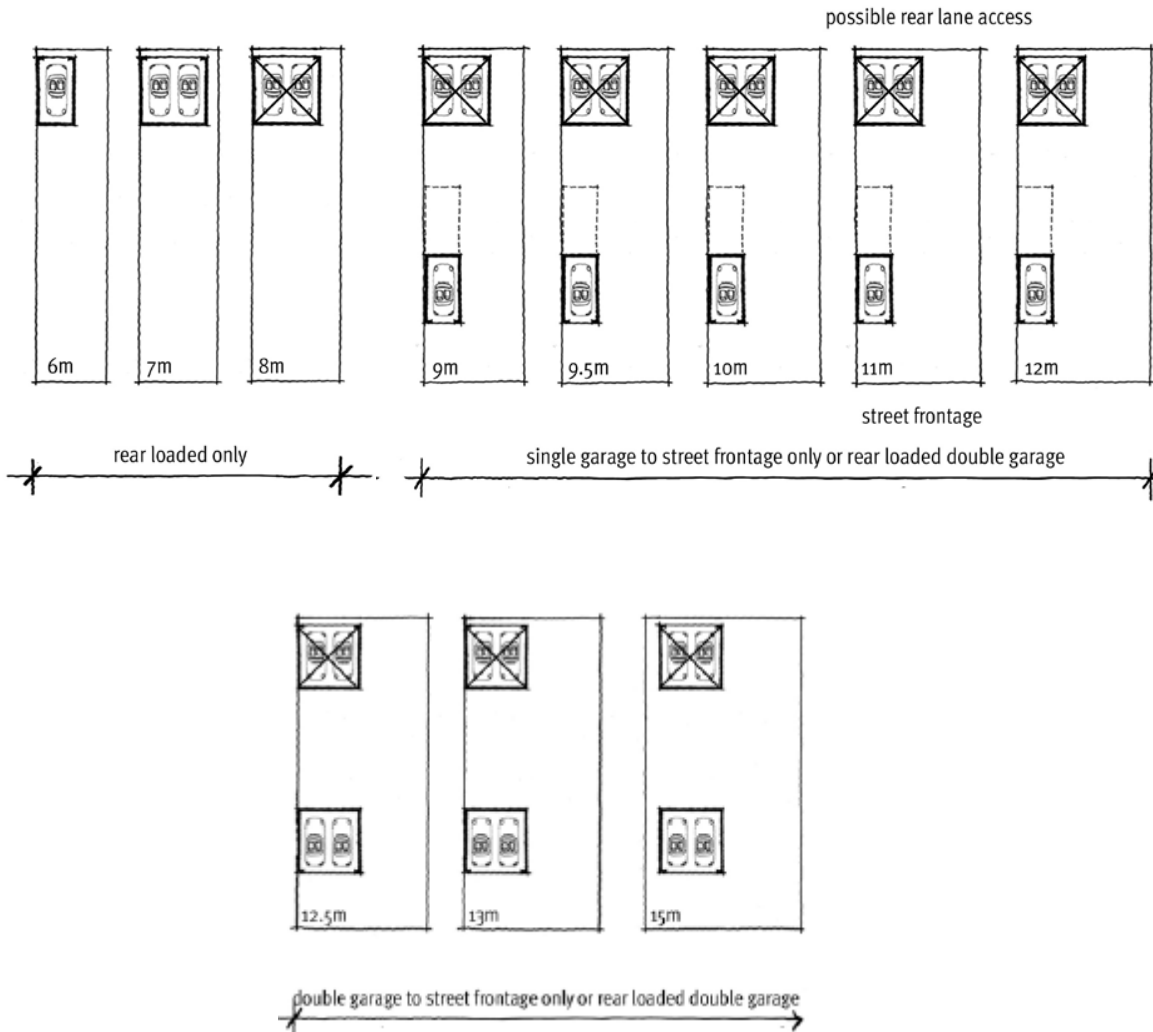 possible rear lane access
6m
7m
8m
9m
9.5m
10m
11m
12m
street frontage
rear loaded only
single garage to street frontage only or rear loaded double garage
12.5m
13m
15m
double garage to street frontage only or rear loaded double garage